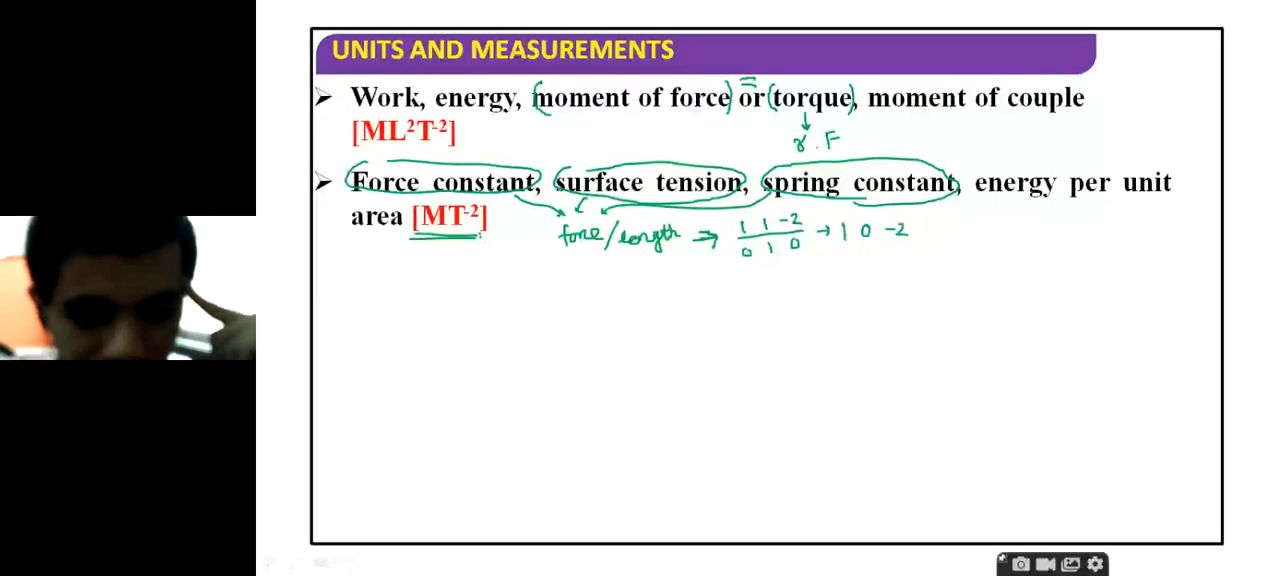 UNITS AND MEASUREMENTS
➢ Work, energy, (moment of force) or (torque), moment of couple
[ML²T⁻²]
r . F
➢ Force constant, surface tension, spring constant, energy per unit
area [MT⁻²]
force/length ⇒ 1 1 -2 / 0 1 0 → 1 0 -2